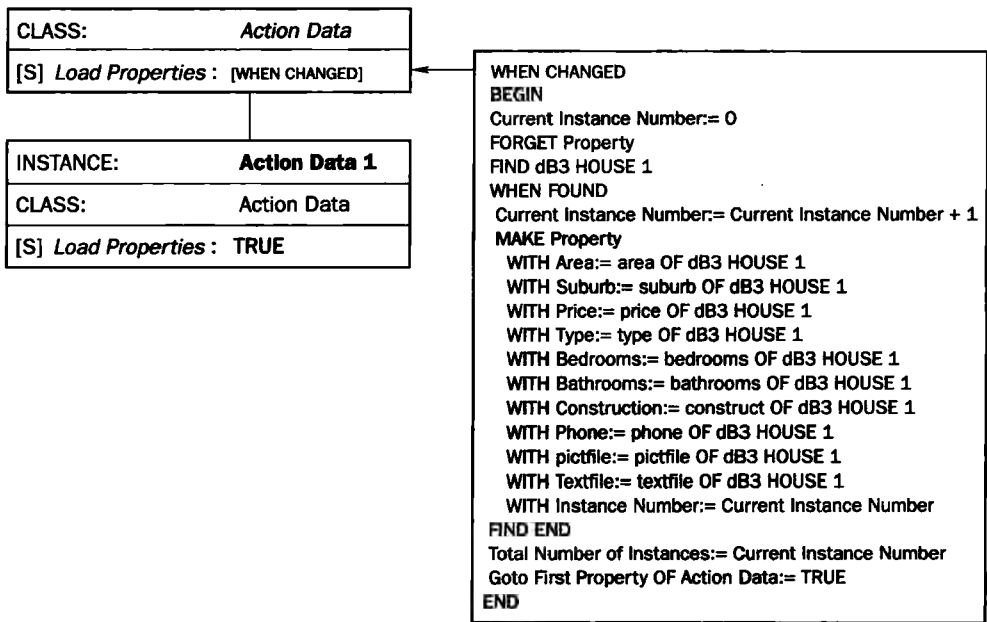 CLASS: Action Data
[S] Load Properties : [WHEN CHANGED]
INSTANCE: Action Data 1
CLASS: Action Data
[S] Load Properties : TRUE
WHEN CHANGED
BEGIN
Current Instance Number:= 0
FORGET Property
FIND dB3 HOUSE 1
WHEN FOUND
Current Instance Number:= Current Instance Number + 1
MAKE Property
WITH Area:= area OF dB3 HOUSE 1
WITH Suburb:= suburb OF dB3 HOUSE 1
WITH Price:= price OF dB3 HOUSE 1
WITH Type:= type OF dB3 HOUSE 1
WITH Bedrooms:= bedrooms OF dB3 HOUSE 1
WITH Bathrooms:= bathrooms OF dB3 HOUSE 1
WITH Construction:= construct OF dB3 HOUSE 1
WITH Phone:= phone OF dB3 HOUSE 1
WITH pictfile:= pictfile OF dB3 HOUSE 1
WITH Textfile:= textfile OF dB3 HOUSE 1
WITH Instance Number:= Current Instance Number
FIND END
Total Number of Instances:= Current Instance Number
Goto First Property OF Action Data:= TRUE
END